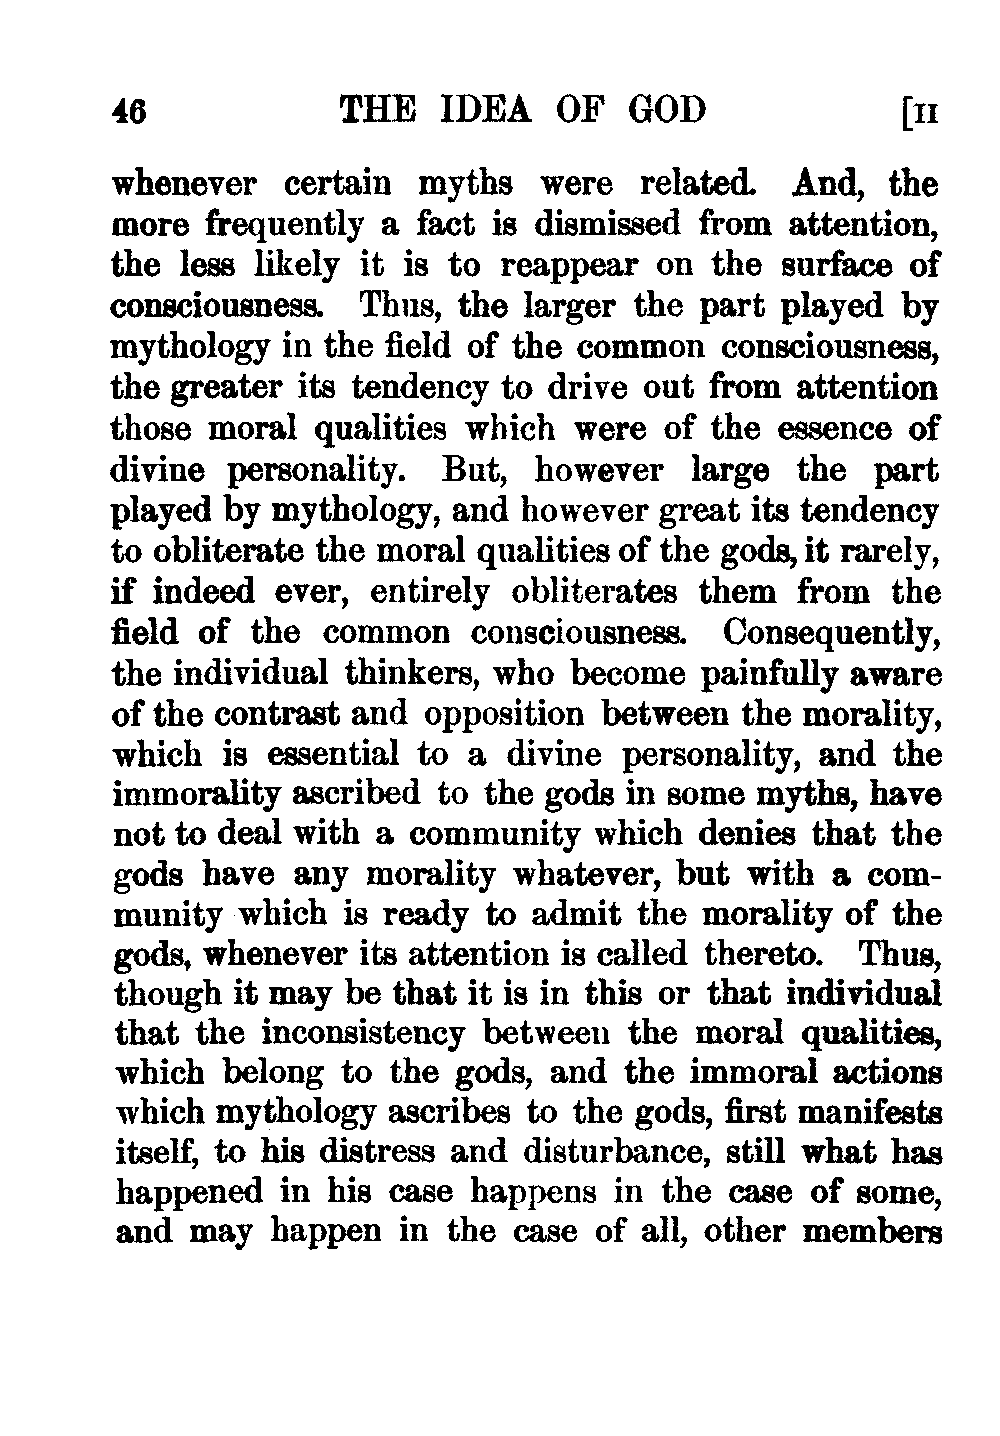 46 THE IDEA OF GOD [II
whenever certain myths were related. And, the
more frequently a fact is dismissed from attention,
the less likely it is to reappear on the surface of
consciousness. Thus, the larger the part played by
mythology in the field of the common consciousness,
the greater its tendency to drive out from attention
those moral qualities which were of the essence of
divine personality. But, however large the part
played by mythology, and however great its tendency
to obliterate the moral qualities of the gods, it rarely,
if indeed ever, entirely obliterates them from the
field of the common consciousness. Consequently,
the individual thinkers, who become painfully aware
of the contrast and opposition between the morality,
which is essential to a divine personality, and the
immorality ascribed to the gods in some myths, have
not to deal with a community which denies that the
gods have any morality whatever, but with a com-
munity which is ready to admit the morality of the
gods, whenever its attention is called thereto. Thus,
though it may be that it is in this or that individual
that the inconsistency between the moral qualities,
which belong to the gods, and the immoral actions
which mythology ascribes to the gods, first manifests
itself, to his distress and disturbance, still what has
happened in his case happens in the case of some,
and may happen in the case of all, other members